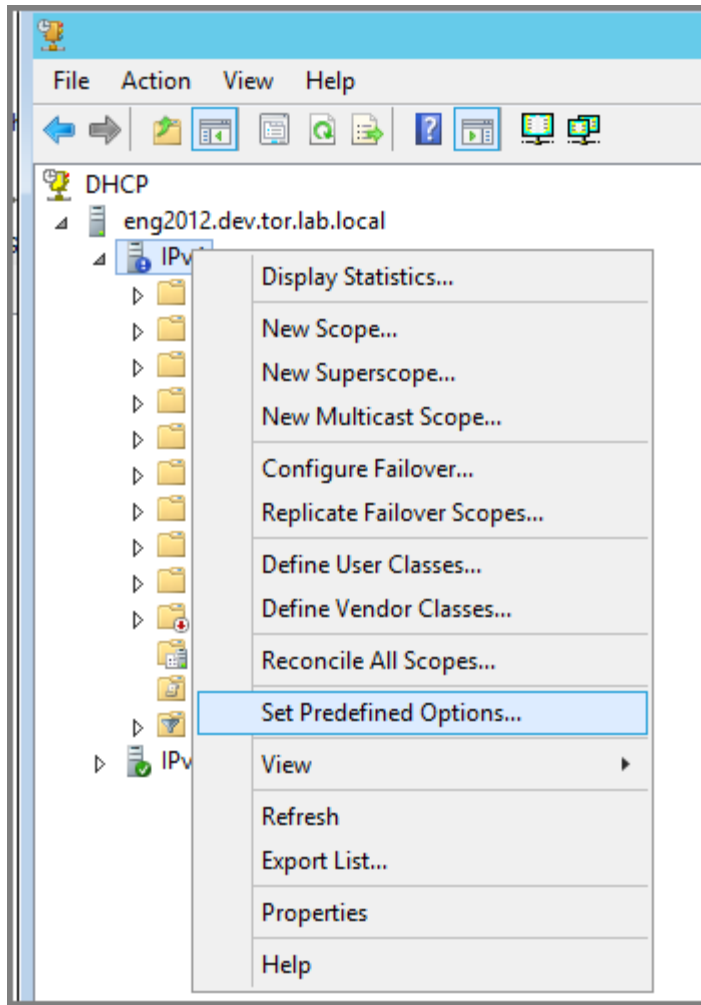 File Action View Help
DHCP
eng2012.dev.tor.lab.local
Display Statistics...
New Scope...
New Superscope...
New Multicast Scope...
Configure Failover...
Replicate Failover Scopes...
Define User Classes...
Define Vendor Classes...
Reconcile All Scopes...
Set Predefined Options...
View
Refresh
Export List...
Properties
Help